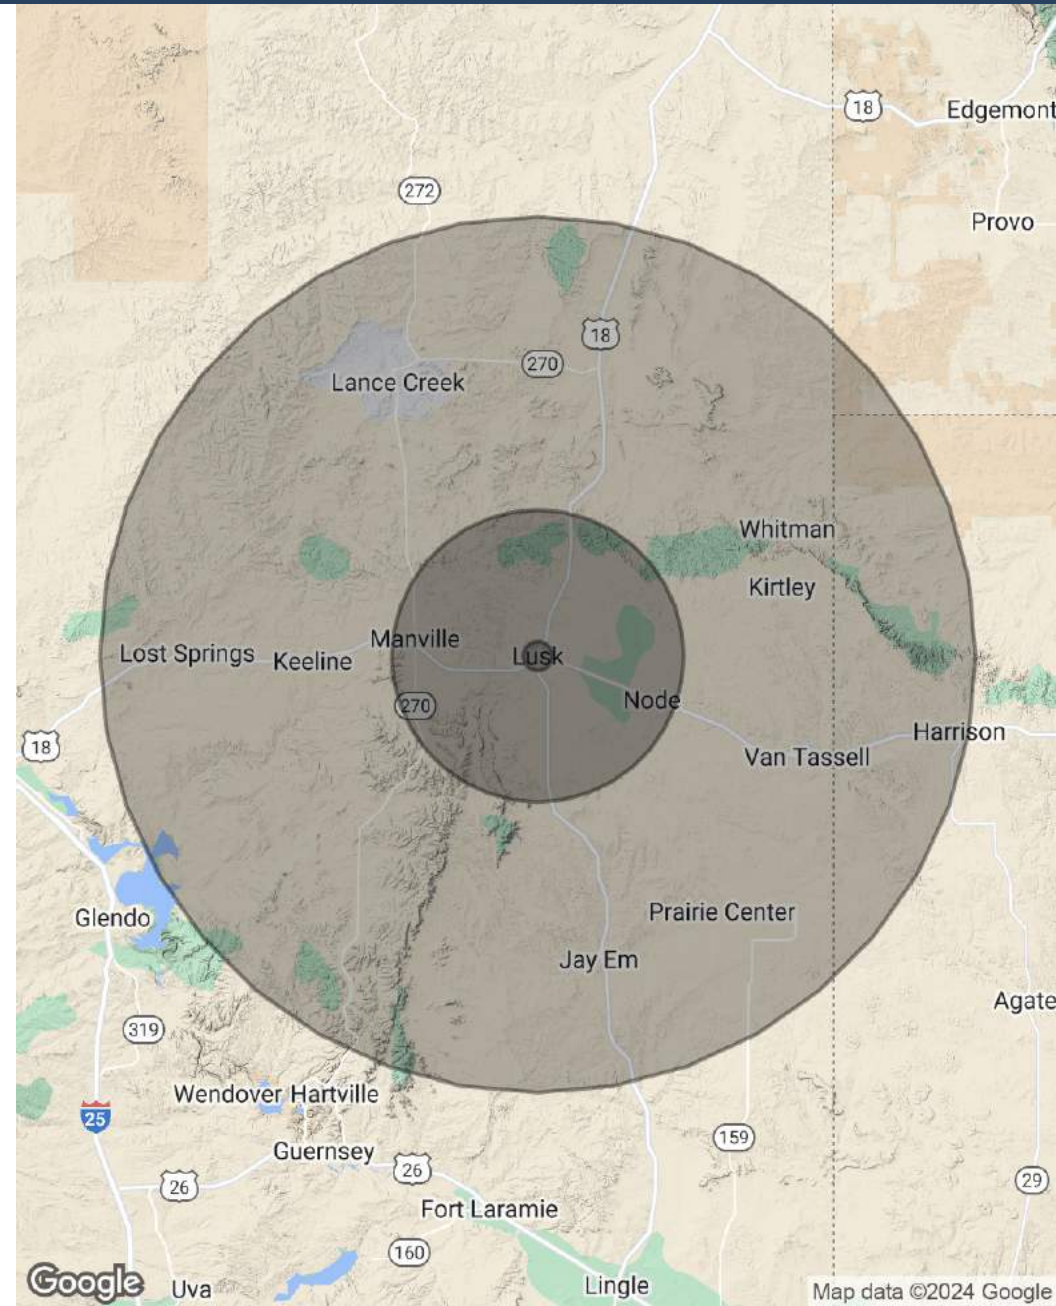 18
Edgemont
272
Provo
18
270
Lance Creek
Whitman
Kirtley
Manville
Lost Springs
Keeline
Lusk
270
Node
18
Harrison
Van Tassell
Glendo
Prairie Center
Jay Em
Agate
319
Wendover
Hartville
25
159
Guernsey
26
26
29
Fort Laramie
160
Google
Uva
Lingle
Map data ©2024 Google